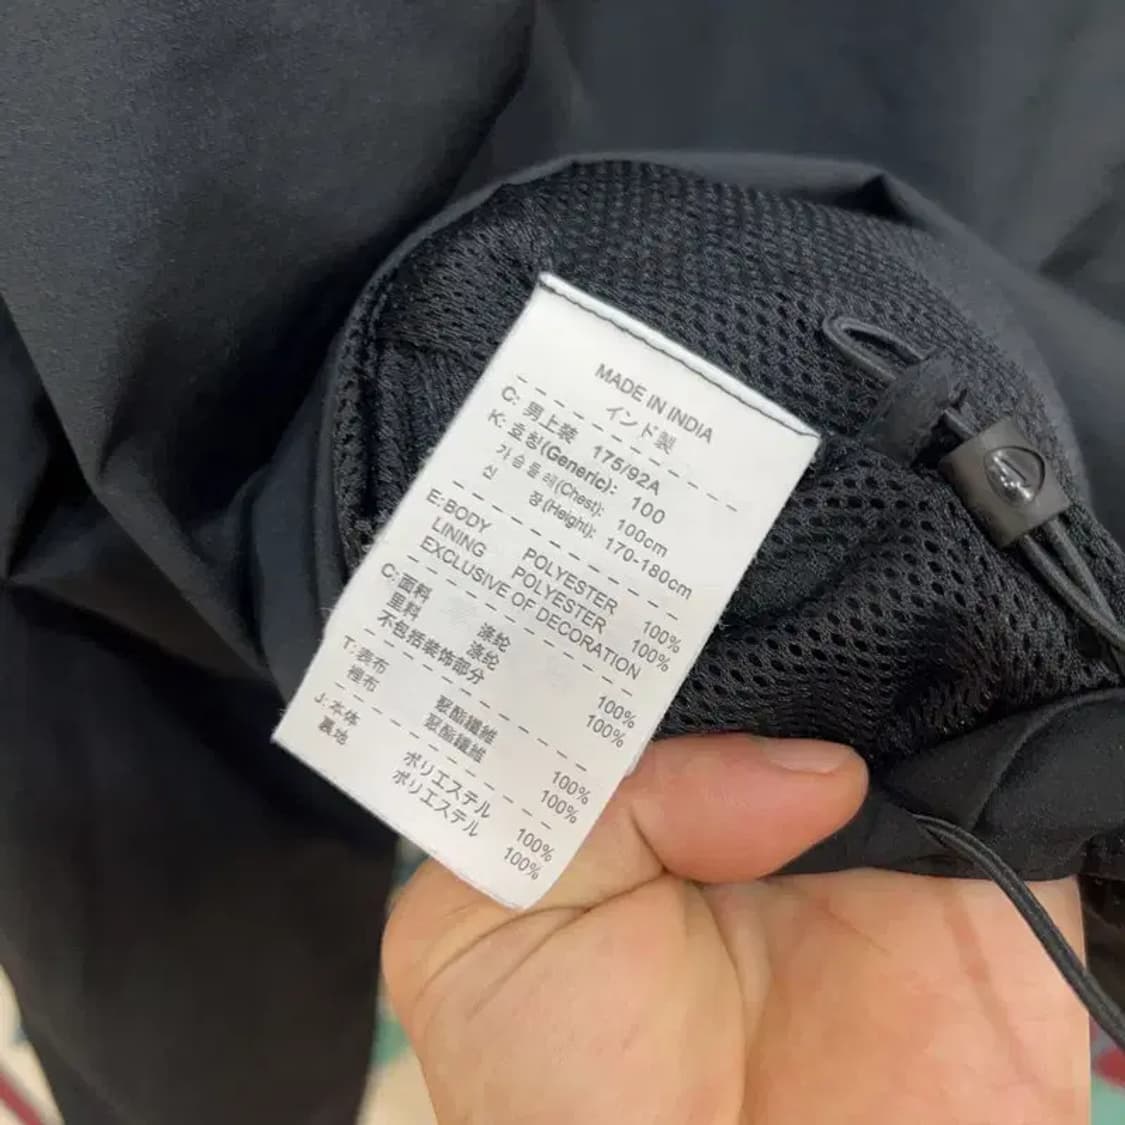 MADE IN INDIA
インド製
C: 男上装 175/92A
K: 호칭(Generic): 100
가슴둘레(Chest): 100cm
신 장(Height): 170-180cm
E: BODY POLYESTER 100%
LINING POLYESTER 100%
EXCLUSIVE OF DECORATION
C: 面料 涤纶 100%
里料 涤纶 100%
不包括装饰部分
T: 表布 聚酯纖維 100%
裡布 聚酯纖維 100%
J: 本体 ポリエステル 100%
裏地 ポリエステル 100%